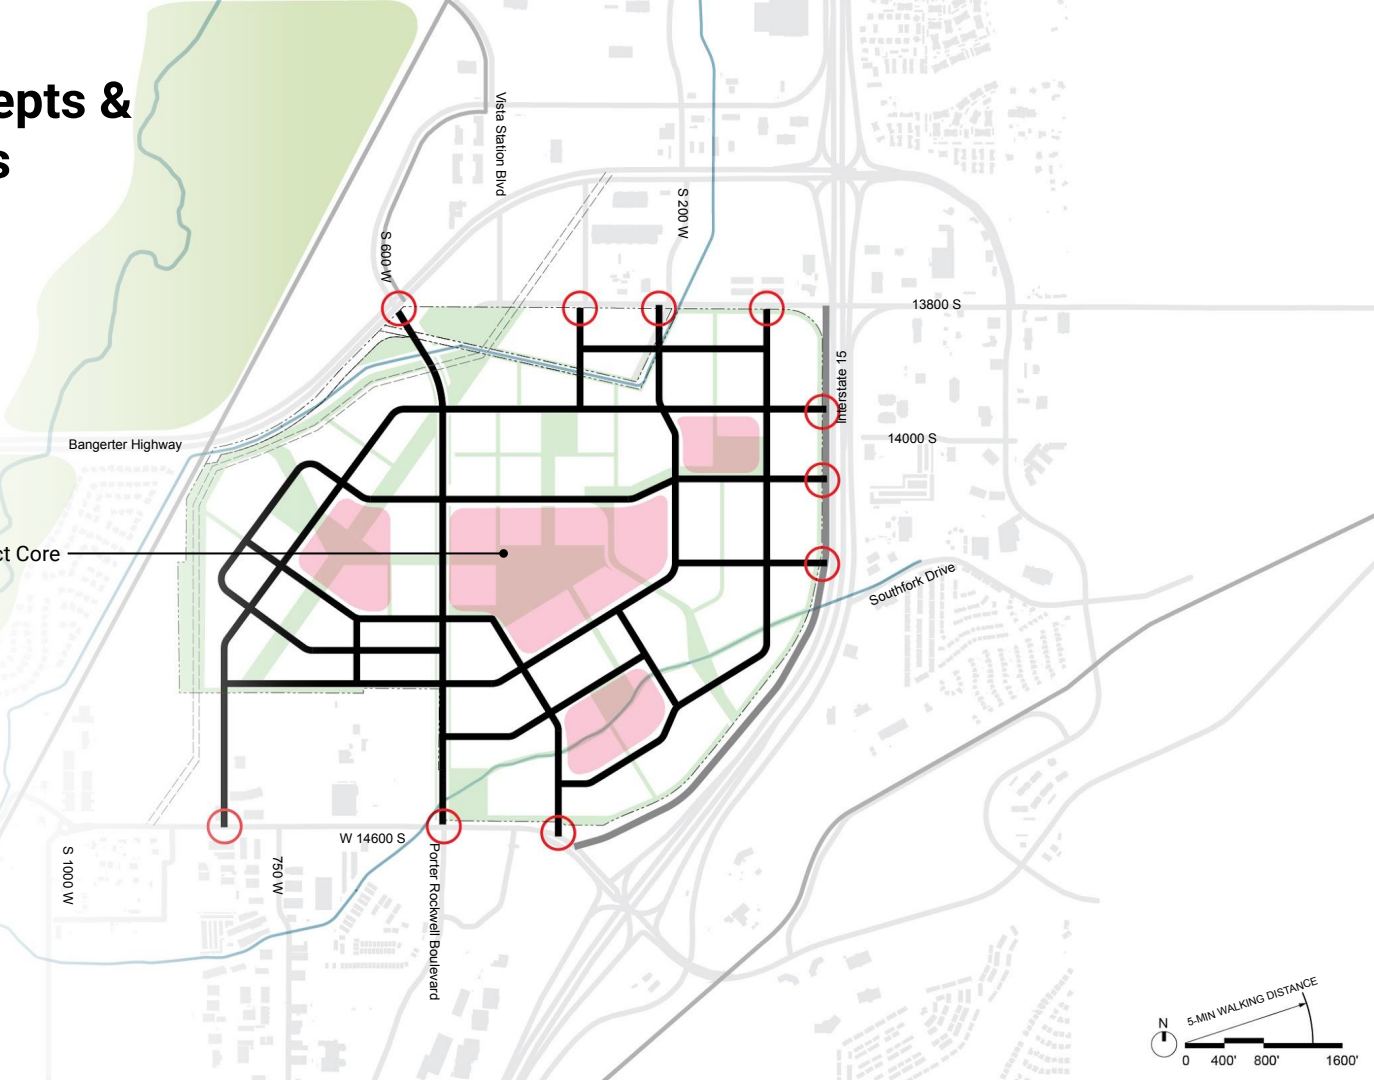 epts &
s
Vista Station Blvd
S 200 W
S 600 W
13800 S
Interstate 15
14000 S
Bangerter Highway
ct Core
Southfork Drive
W 14600 S
S 1000 W
750 W
Porter Rockwell Boulevard
5-MIN WALKING DISTANCE
N
0 400' 800' 1600'